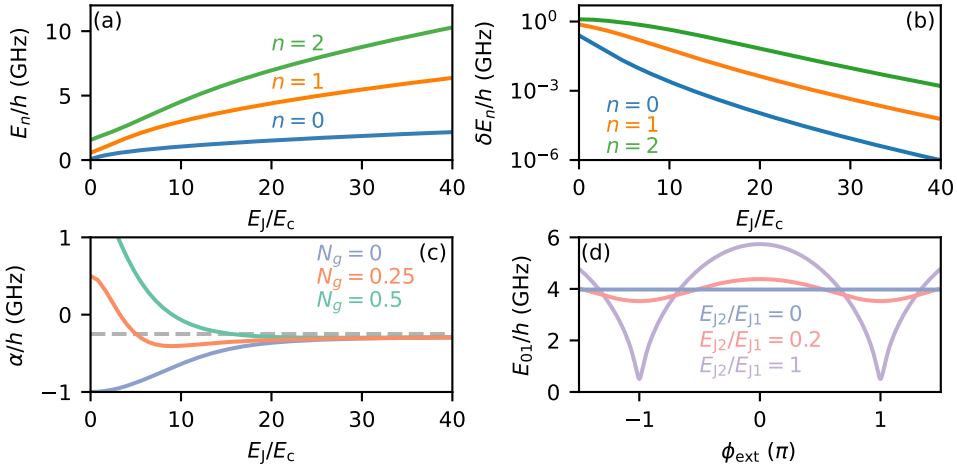 (a)
E_n/h (GHz)
10
5
0
n = 2
n = 1
n = 0
0 10 20 30 40
E_J/E_c
(b)
δE_n/h (GHz)
10^0
10^−3
10^−6
n = 0
n = 1
n = 2
0 10 20 30 40
E_J/E_c
(c)
α/h (GHz)
1
0
−1
N_g = 0
N_g = 0.25
N_g = 0.5
0 10 20 30 40
E_J/E_c
(d)
E_01/h (GHz)
6
4
2
0
E_J2/E_J1 = 0
E_J2/E_J1 = 0.2
E_J2/E_J1 = 1
−1 0 1
ϕ_ext (π)